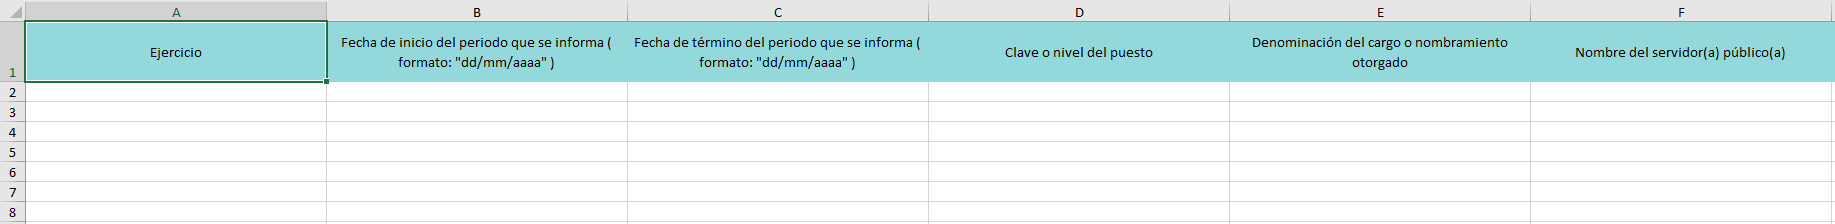 A B C D E F
Ejercicio
Fecha de inicio del periodo que se informa (
formato: "dd/mm/aaaa" )
Fecha de término del periodo que se informa (
formato: "dd/mm/aaaa" )
Clave o nivel del puesto
Denominación del cargo o nombramiento
otorgado
Nombre del servidor(a) público(a)
1
2
3
4
5
6
7
8